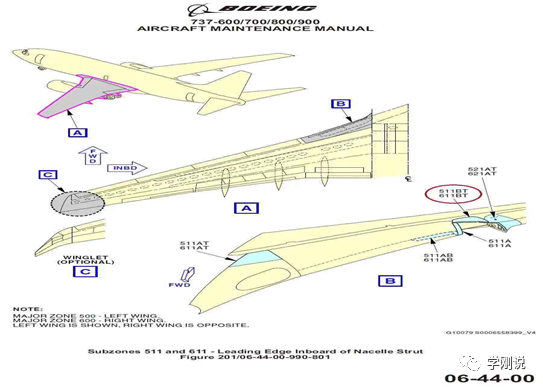 BOEING
737-600/700/800/900
AIRCRAFT MAINTENANCE MANUAL
A
B
FWD
INBD
C
A
℄
521AT
621AT
511BT
611BT
WINGLET
(OPTIONAL)
C
511AT
611AT
511A
611A
511AB
611AB
FWD
B
NOTE:
MAJOR ZONE 500 - LEFT WING.
MAJOR ZONE 600 - RIGHT WING.
LEFT WING IS SHOWN, RIGHT WING IS OPPOSITE.
G10079 S0006558399_V4
Subzones 511 and 611 - Leading Edge Inboard of Nacelle Strut
Figure 201/06-44-00-990-801
学刚说
06-44-00